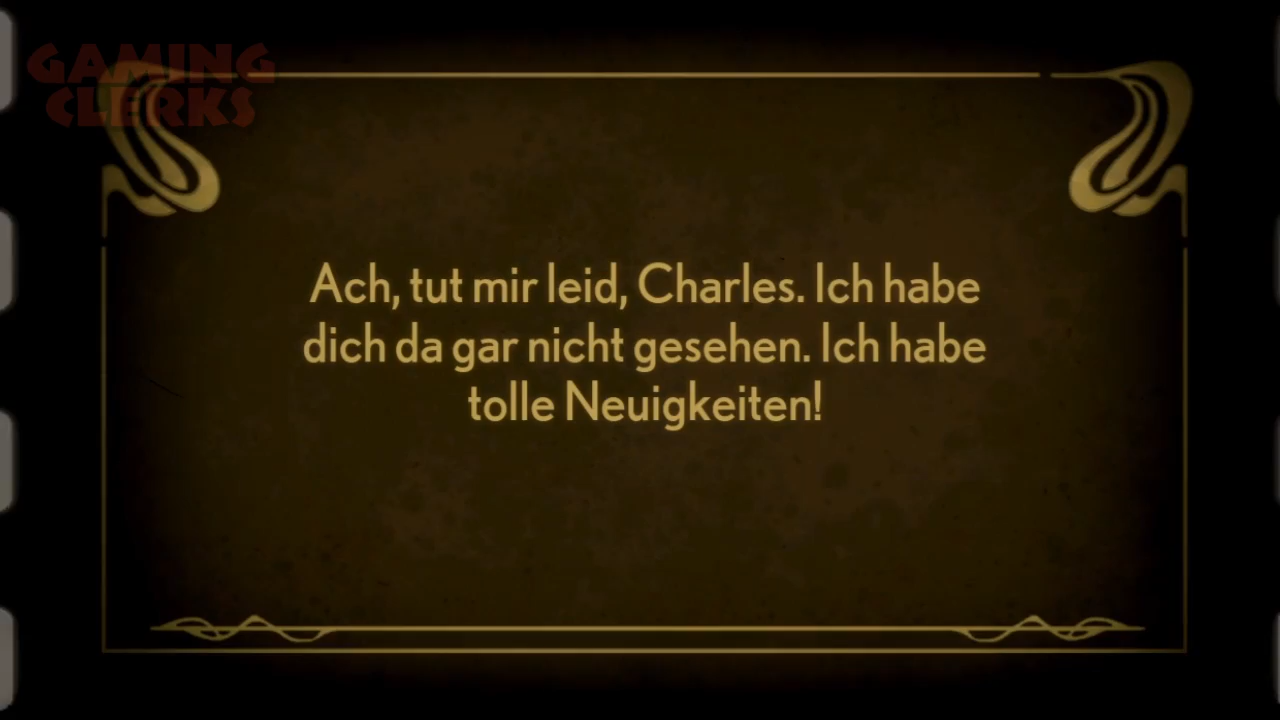 GAMING
CLERKS
Ach, tut mir leid, Charles. Ich habe
dich da gar nicht gesehen. Ich habe
tolle Neuigkeiten!